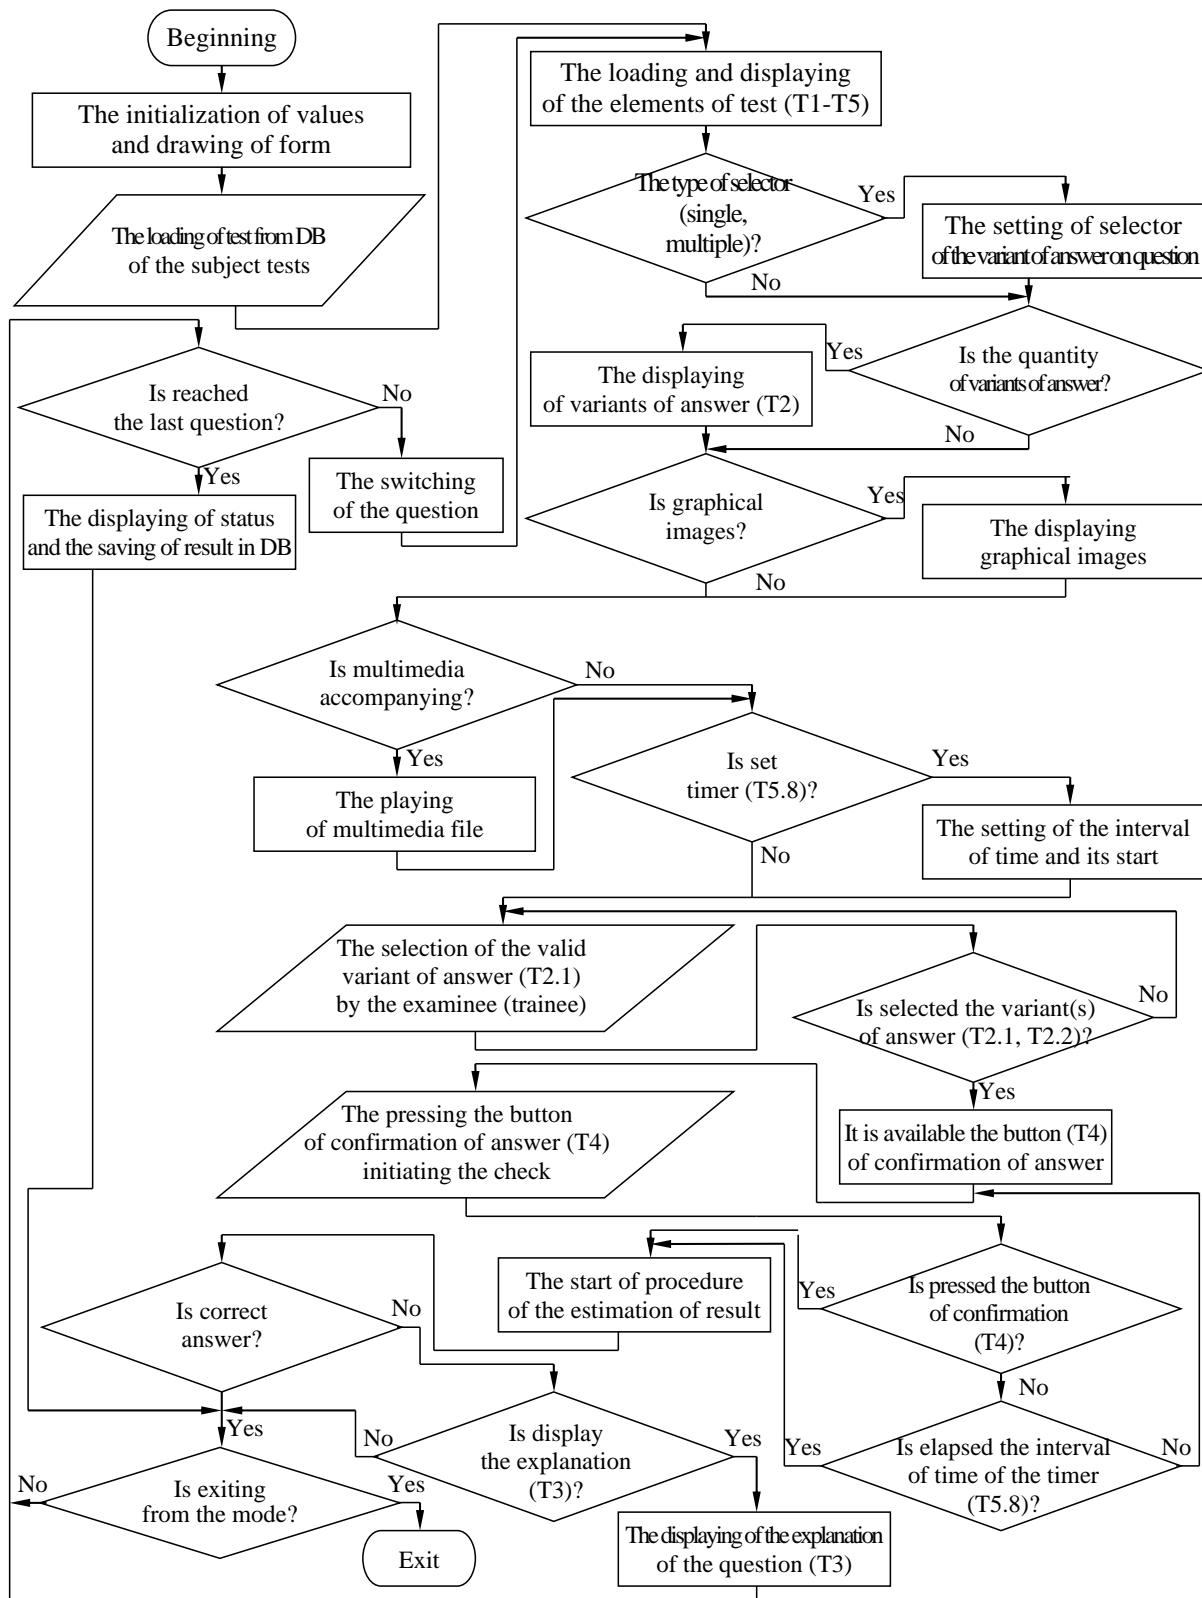 Beginning
The initialization of values
and drawing of form
The loading of test from DB
of the subject tests
Is reached
the last question?
No
Yes
The switching
of the question
The displaying of status
and the saving of result in DB
The loading and displaying
of the elements of test (T1-T5)
The type of selector
(single,
multiple)?
Yes
No
The setting of selector
of the variant of answer on question
Is the quantity
of variants of answer?
Yes
No
The displaying
of variants of answer (T2)
Is graphical
images?
Yes
No
The displaying
graphical images
Is multimedia
accompanying?
No
Yes
The playing
of multimedia file
Is set
timer (T5.8)?
Yes
No
The setting of the interval
of time and its start
The selection of the valid
variant of answer (T2.1)
by the examinee (trainee)
Is selected the variant(s)
of answer (T2.1, T2.2)?
No
Yes
It is available the button (T4)
of confirmation of answer
The pressing the button
of confirmation of answer (T4)
initiating the check
Is pressed the button
of confirmation
(T4)?
Yes
No
The start of procedure
of the estimation of result
Is elapsed the interval
of time of the timer
(T5.8)?
Yes
No
Is correct
answer?
No
Yes
Is display
the explanation
(T3)?
No
Yes
The displaying of the explanation
of the question (T3)
Is exiting
from the mode?
No
Yes
Exit